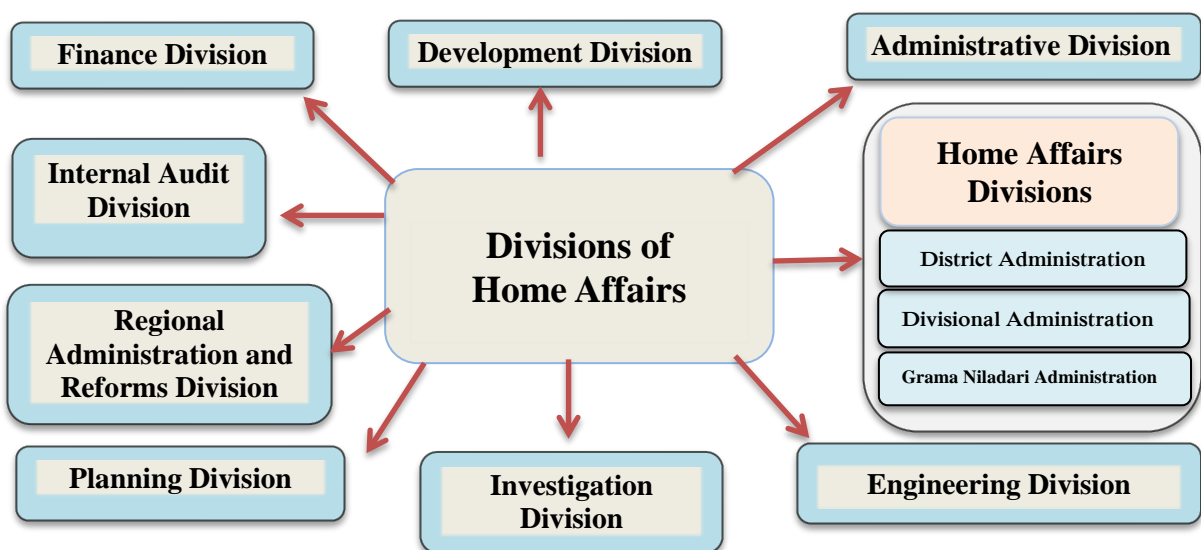 Finance Division
Development Division
Administrative Division
Internal Audit
Division
Home Affairs
Divisions
District Administration
Divisional Administration
Grama Niladari Administration
Divisions of
Home Affairs
Regional
Administration and
Reforms Division
Planning Division
Investigation
Division
Engineering Division